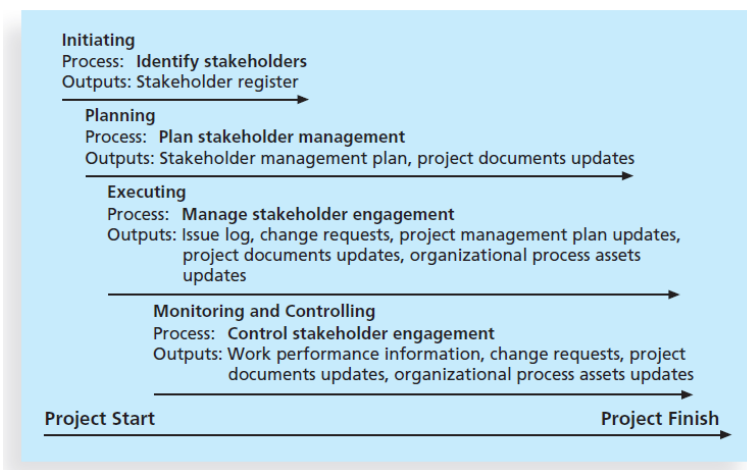 Initiating
Process: Identify stakeholders
Outputs: Stakeholder register
Planning
Process: Plan stakeholder management
Outputs: Stakeholder management plan, project documents updates
Executing
Process: Manage stakeholder engagement
Outputs: Issue log, change requests, project management plan updates,
project documents updates, organizational process assets
updates
Monitoring and Controlling
Process: Control stakeholder engagement
Outputs: Work performance information, change requests, project
documents updates, organizational process assets updates
Project Start Project Finish